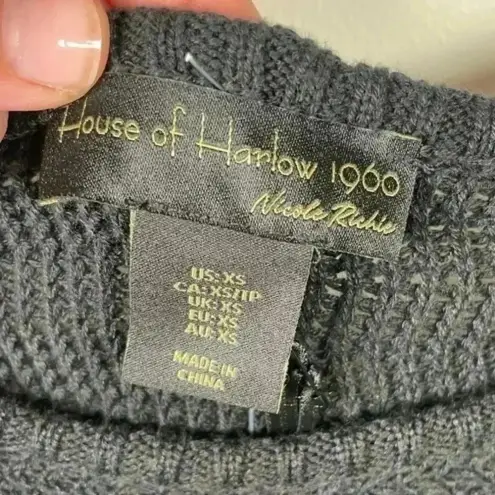 House of Harlow 1960
Nicole Richie
US: XS
CA: XS/TP
UK: XS
EU: XS
AU: XS
MADE IN
CHINA